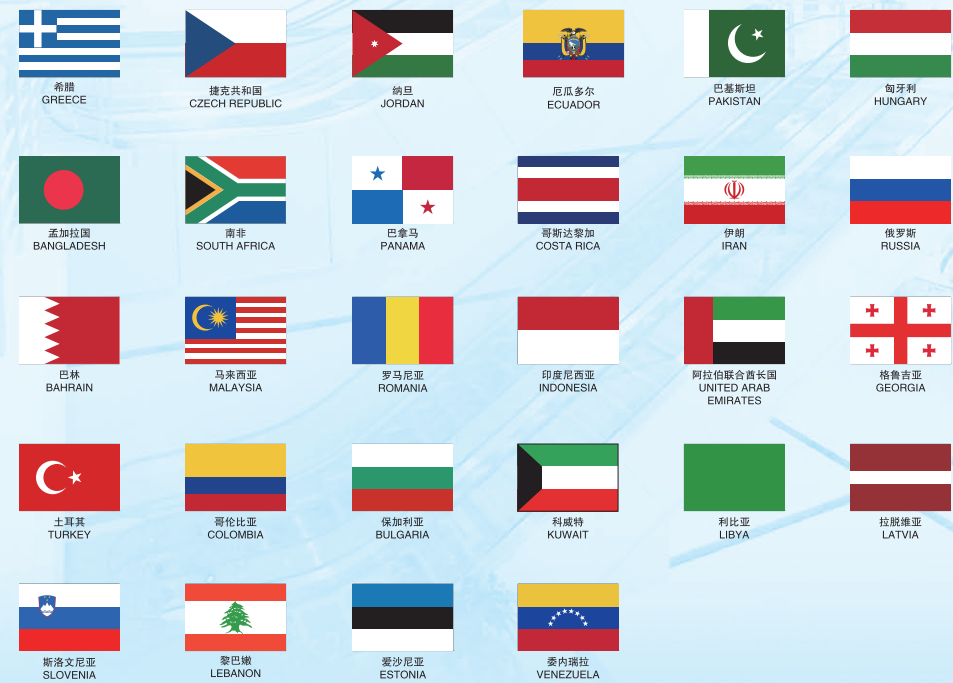 希腊
GREECE
捷克共和国
CZECH REPUBLIC
纳旦
JORDAN
厄瓜多尔
ECUADOR
巴基斯坦
PAKISTAN
匈牙利
HUNGARY
孟加拉国
BANGLADESH
南非
SOUTH AFRICA
巴拿马
PANAMA
哥斯达黎加
COSTA RICA
伊朗
IRAN
俄罗斯
RUSSIA
巴林
BAHRAIN
马来西亚
MALAYSIA
罗马尼亚
ROMANIA
印度尼西亚
INDONESIA
阿拉伯联合酋长国
UNITED ARAB
EMIRATES
格鲁吉亚
GEORGIA
土耳其
TURKEY
哥伦比亚
COLOMBIA
保加利亚
BULGARIA
科威特
KUWAIT
利比亚
LIBYA
拉脱维亚
LATVIA
斯洛文尼亚
SLOVENIA
黎巴嫩
LEBANON
爱沙尼亚
ESTONIA
委内瑞拉
VENEZUELA